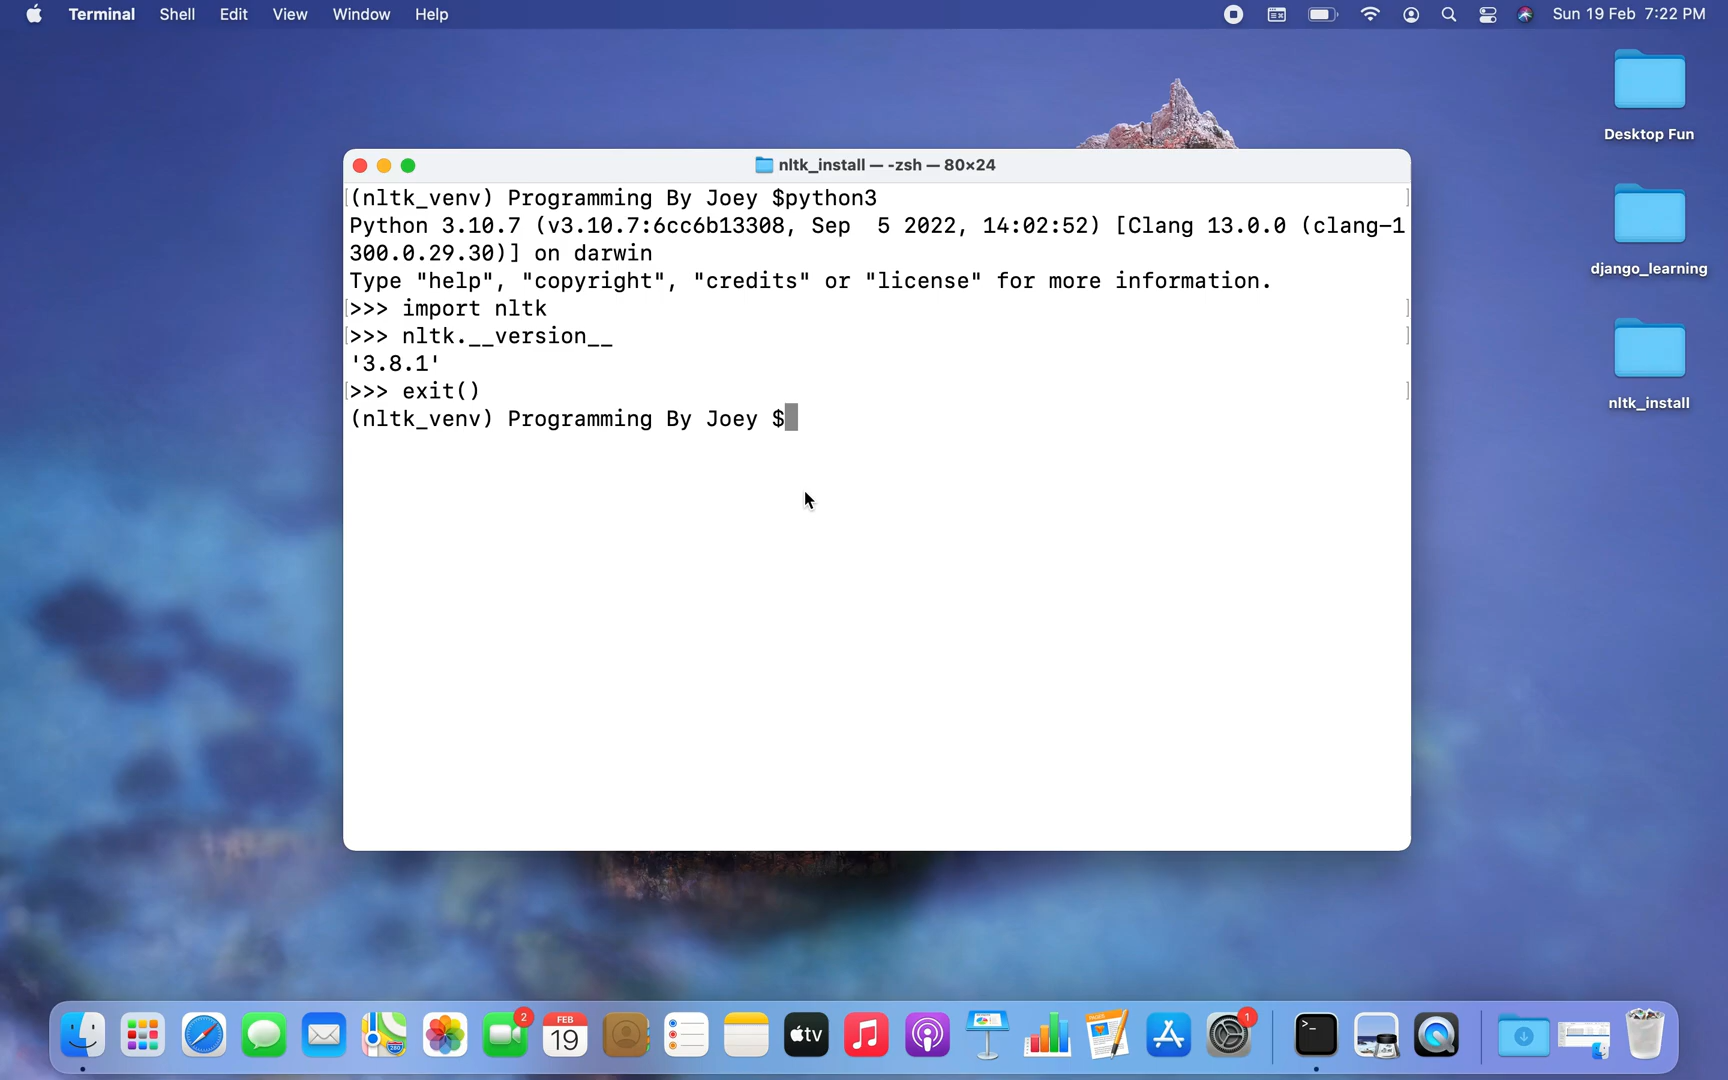 Terminal Shell Edit View Window Help Sun 19 Feb 7:22 PM
Desktop Fun
django_learning
nltk_install
nltk_install — -zsh — 80×24
(nltk_venv) Programming By Joey $python3
Python 3.10.7 (v3.10.7:6cc6b13308, Sep  5 2022, 14:02:52) [Clang 13.0.0 (clang-1
300.0.29.30)] on darwin
Type "help", "copyright", "credits" or "license" for more information.
>>> import nltk
>>> nltk.__version__
'3.8.1'
>>> exit()
(nltk_venv) Programming By Joey $
2
FEB
19
tv
1
>_